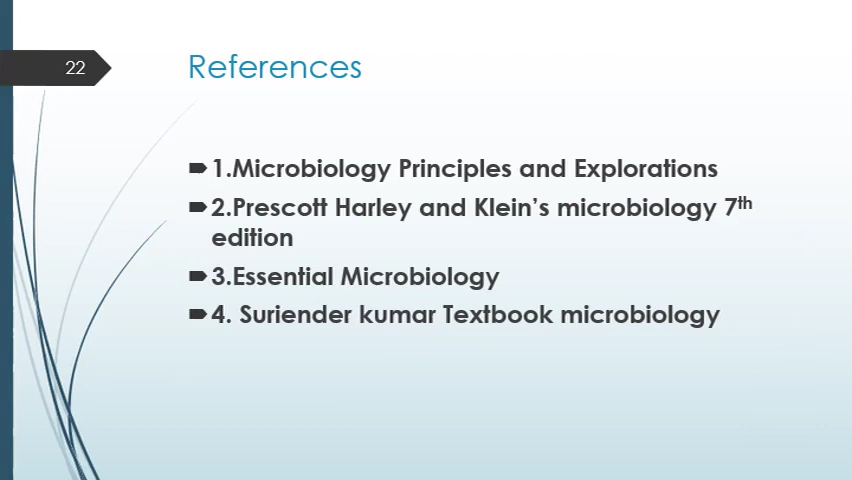 22
References
1.Microbiology Principles and Explorations
2.Prescott Harley and Klein’s microbiology 7th
edition
3.Essential Microbiology
4. Suriender kumar Textbook microbiology